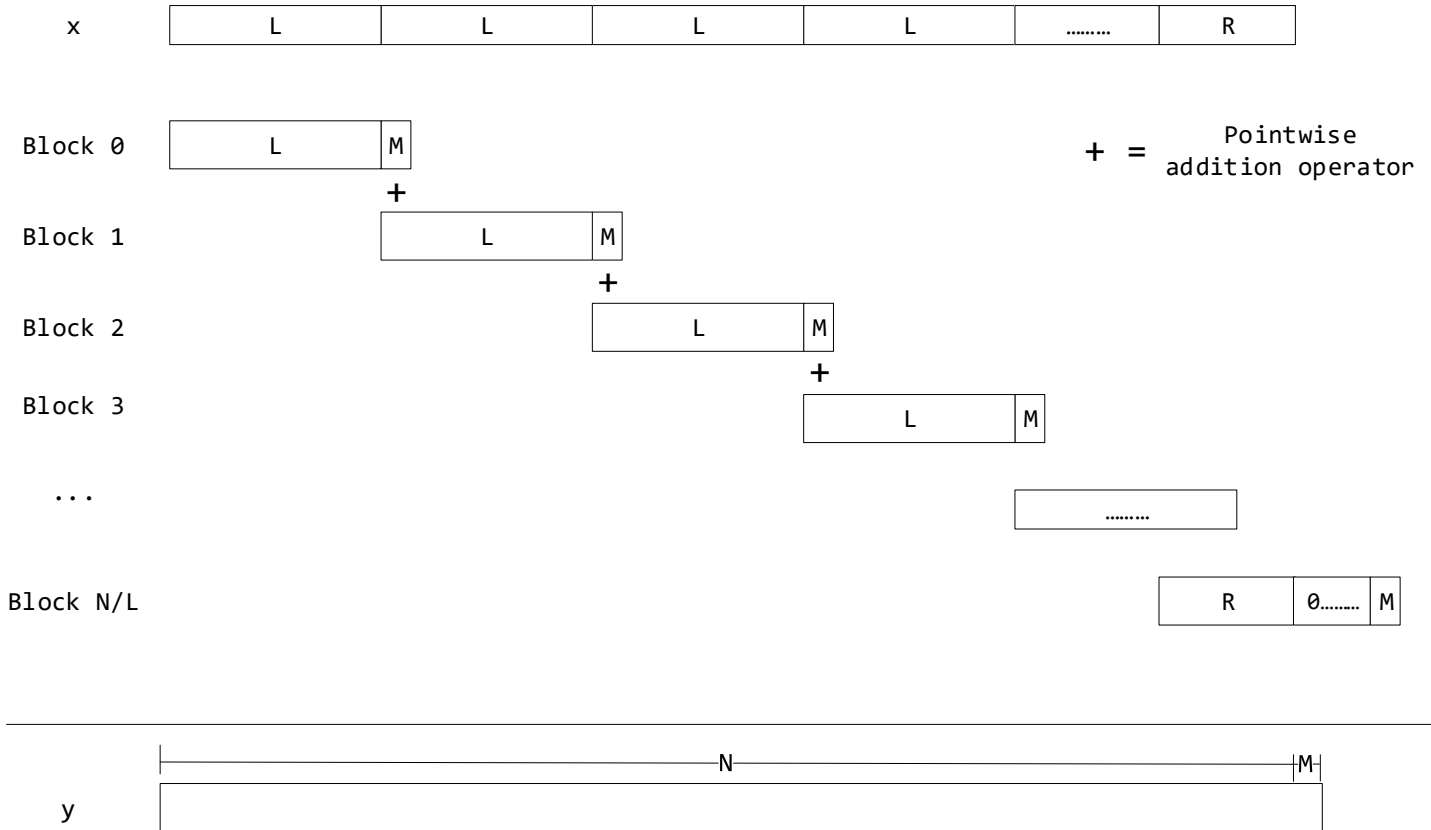 x L L L L ……… R
Block 0 L M
+ = Pointwise
addition operator
+
Block 1 L M
+
Block 2 L M
+
Block 3 L M
...
………
Block N/L R 0……… M
N M
y